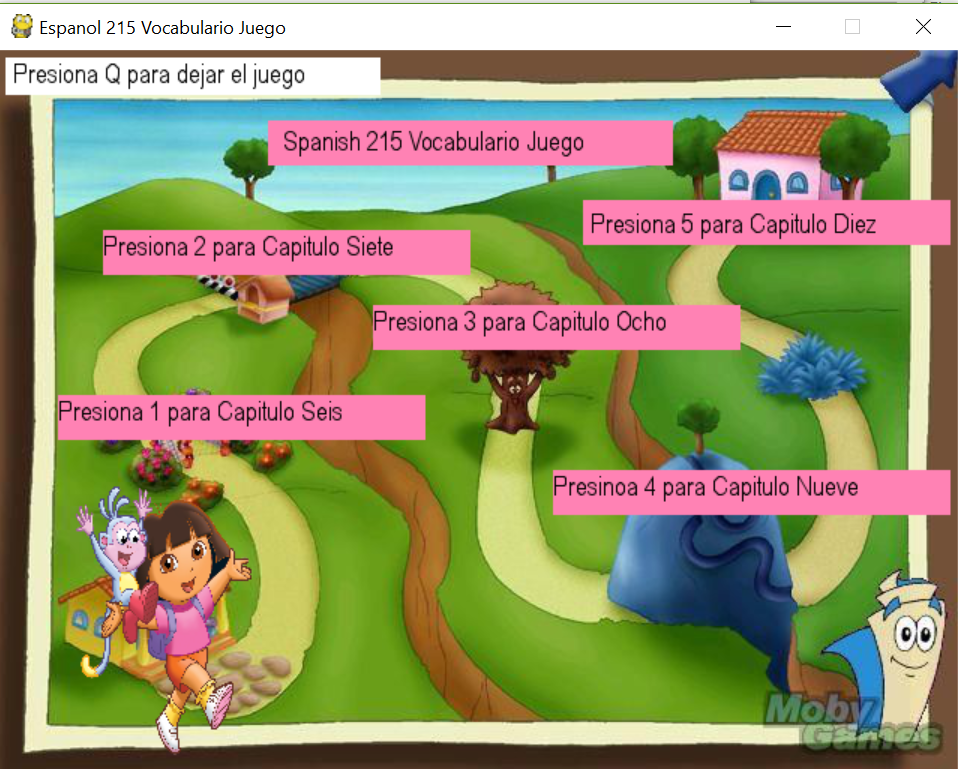 Espanol 215 Vocabulario Juego
Presiona Q para dejar el juego
Spanish 215 Vocabulario Juego
Presiona 5 para Capitulo Diez
Presiona 2 para Capitulo Siete
Presiona 3 para Capitulo Ocho
Presiona 1 para Capitulo Seis
Presinoa 4 para Capitulo Nueve
Moby
Games